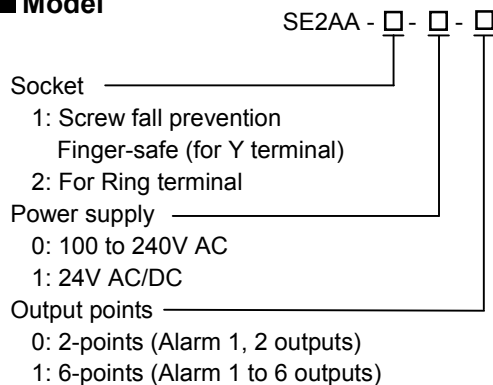 ■ Model
SE2AA - □ - □ - □
Socket
1: Screw fall prevention
Finger-safe (for Y terminal)
2: For Ring terminal
Power supply
0: 100 to 240V AC
1: 24V AC/DC
Output points
0: 2-points (Alarm 1, 2 outputs)
1: 6-points (Alarm 1 to 6 outputs)